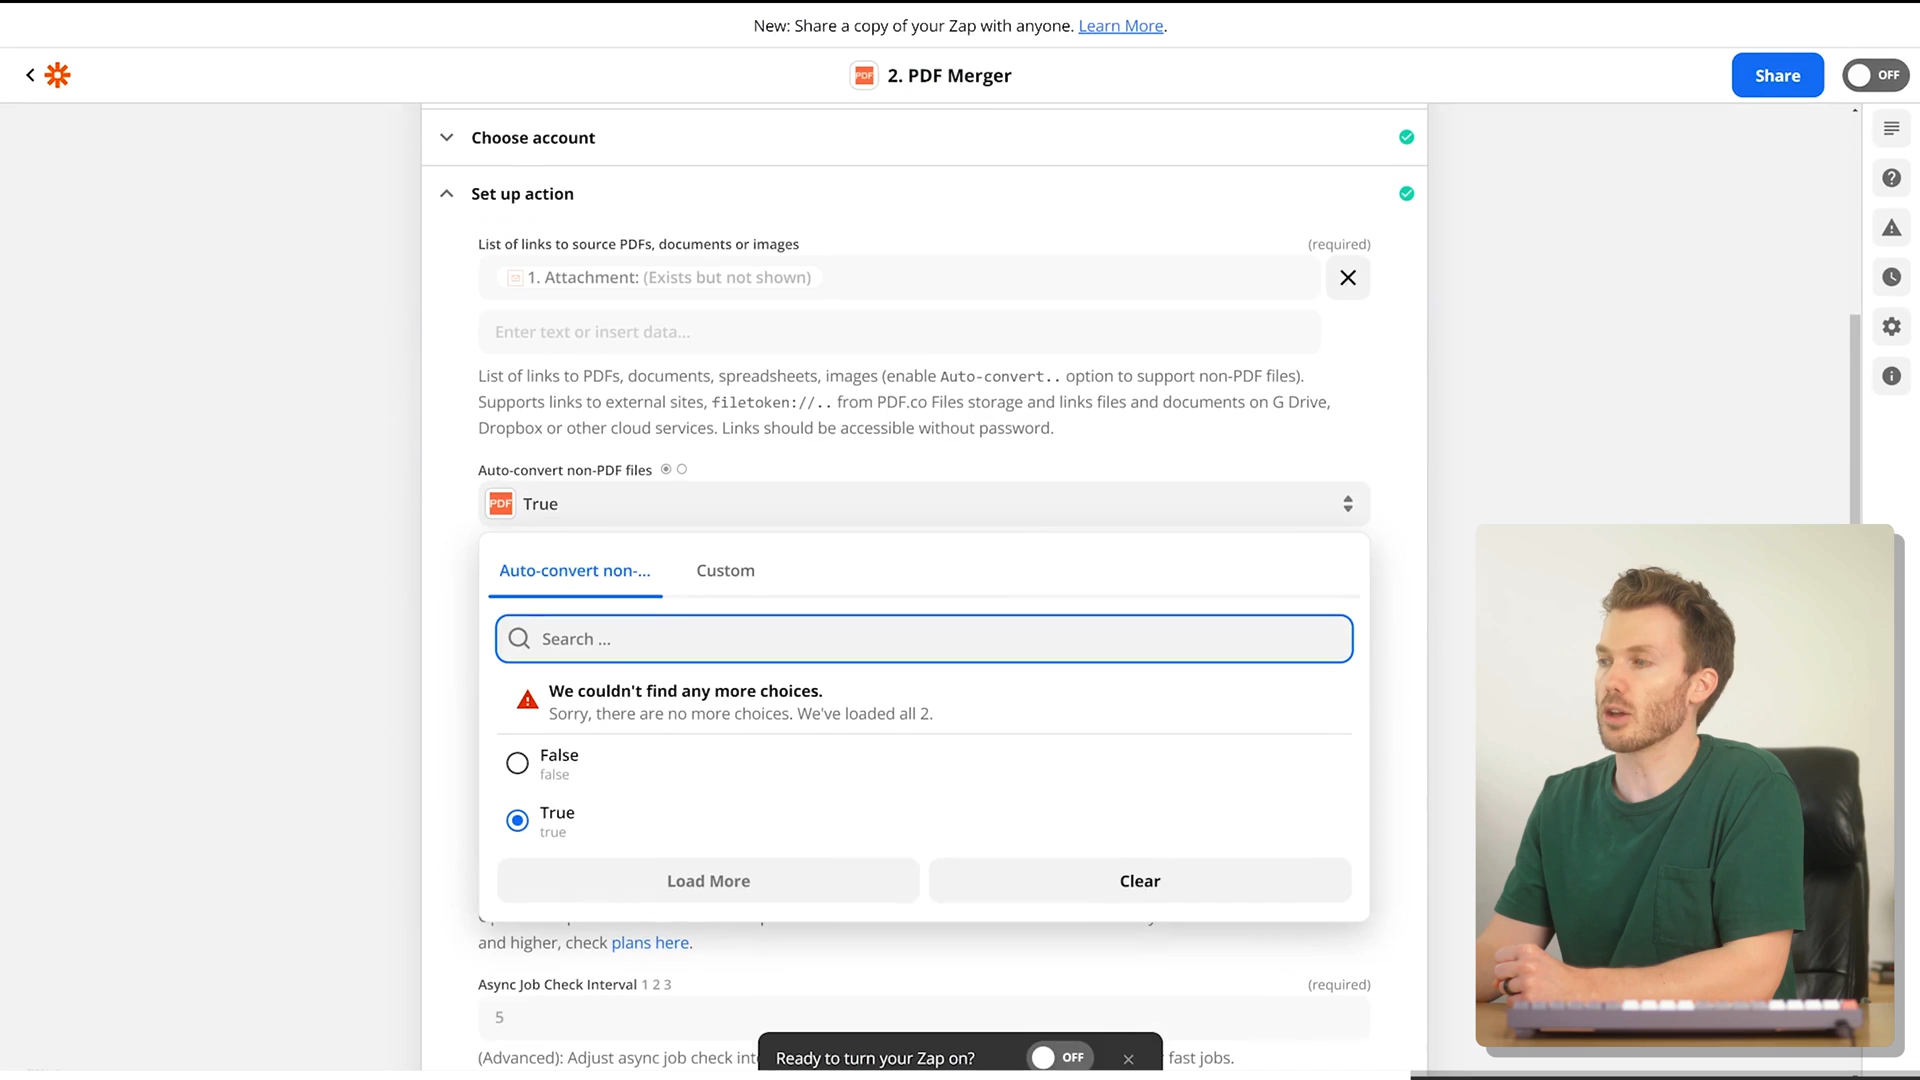 New: Share a copy of your Zap with anyone. Learn More.
PDF 2. PDF Merger
Share
OFF
Choose account
Set up action
List of links to source PDFs, documents or images (required)
1. Attachment: (Exists but not shown)
Enter text or insert data...
List of links to PDFs, documents, spreadsheets, images (enable Auto-convert.. option to support non-PDF files).
Supports links to external sites, filetoken://.. from PDF.co Files storage and links files and documents on G Drive,
Dropbox or other cloud services. Links should be accessible without password.
Auto-convert non-PDF files
PDF True
Auto-convert non-... Custom
Search ...
We couldn't find any more choices.
Sorry, there are no more choices. We've loaded all 2.
False
false
True
true
Load More Clear
and higher, check plans here.
Async Job Check Interval 1 2 3 (required)
5
(Advanced): Adjust async job check int
Ready to turn your Zap on? OFF
fast jobs.